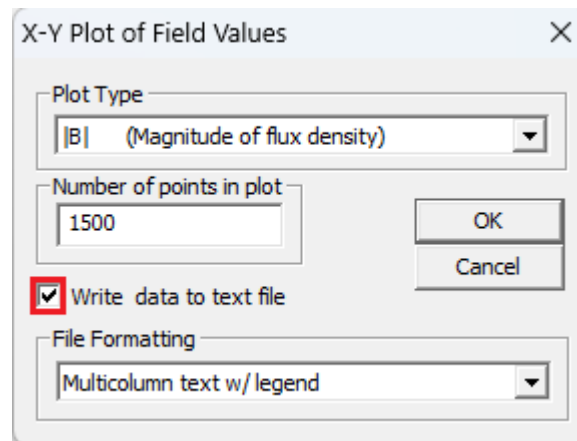 X-Y Plot of Field Values
Plot Type
|B| (Magnitude of flux density)
Number of points in plot
1500
OK
Cancel
Write data to text file
File Formatting
Multicolumn text w/ legend